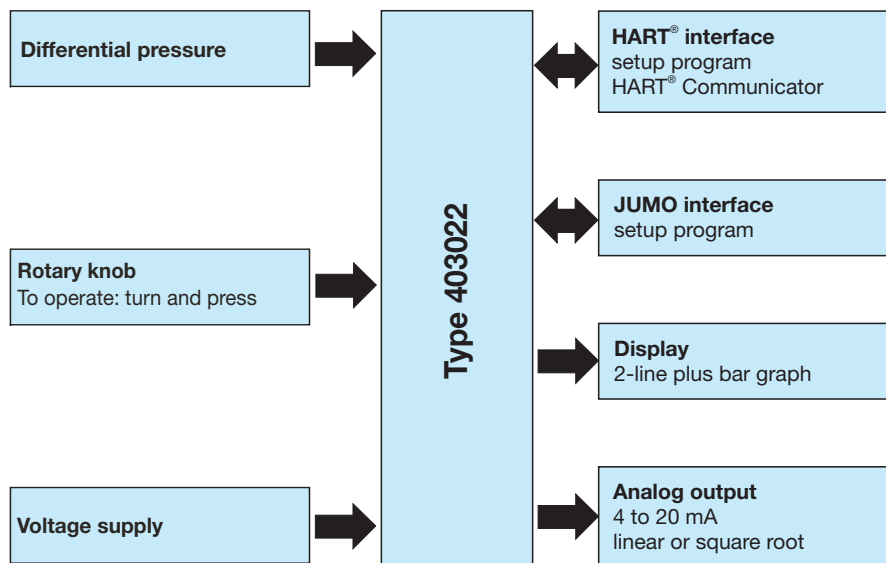 Differential pressure
Rotary knob
To operate: turn and press
Voltage supply
Type 403022
HART® interface
setup program
HART® Communicator
JUMO interface
setup program
Display
2-line plus bar graph
Analog output
4 to 20 mA
linear or square root